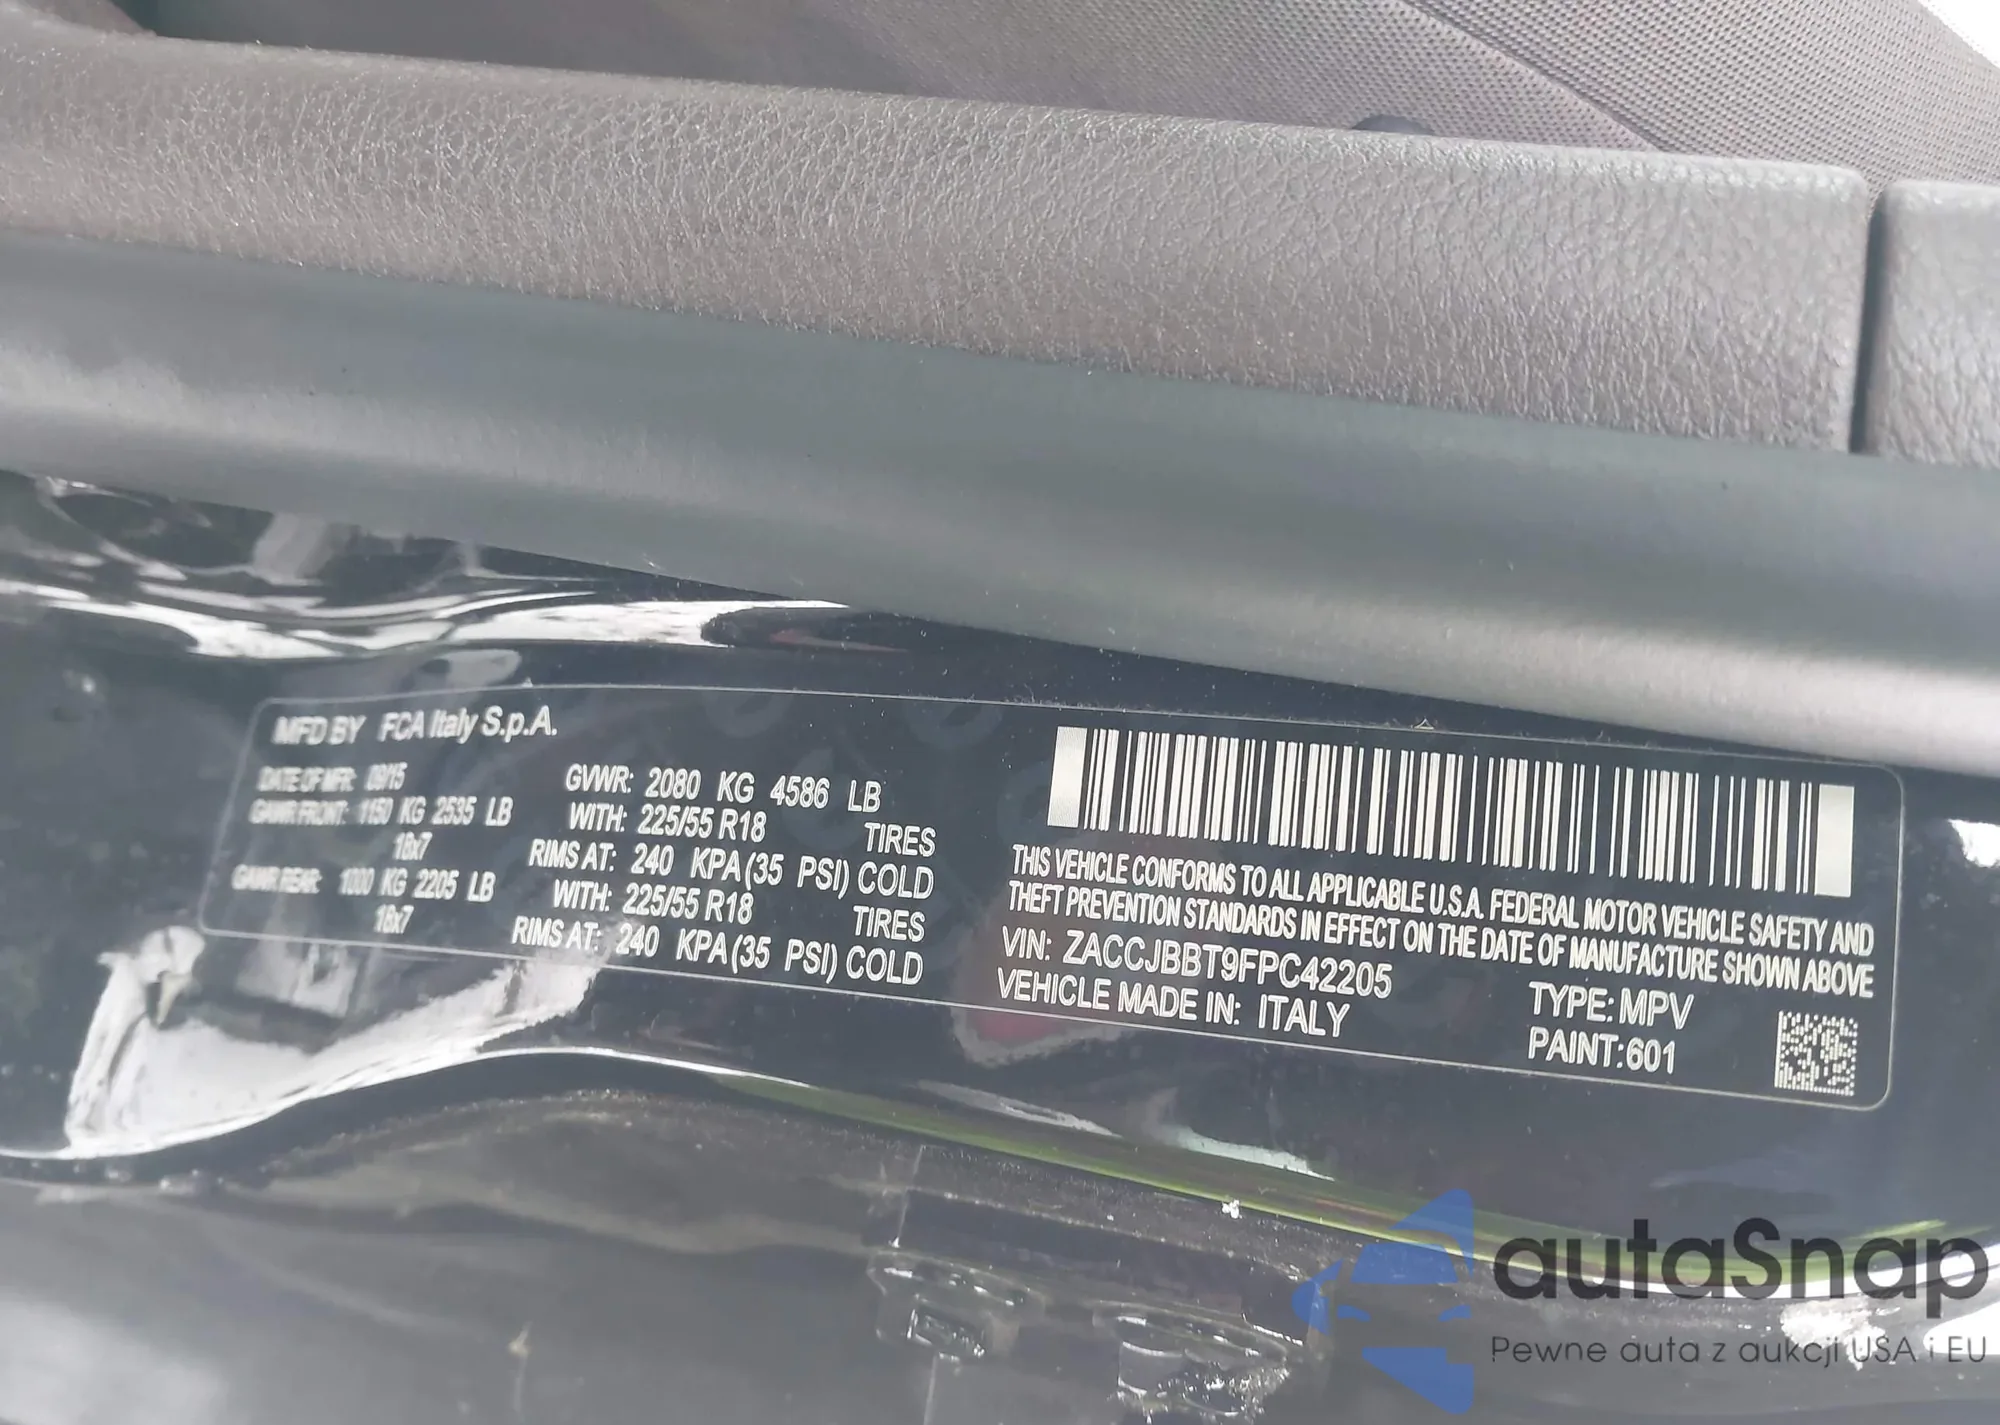 MFD BY FCA Italy S.p.A.
DATE OF MFR: 09/15 GVWR: 2080 KG 4586 LB
GAWR FRONT: 1150 KG 2535 LB WITH: 225/55 R18 TIRES
18x7 RIMS AT: 240 KPA (35 PSI) COLD
GAWR REAR: 1000 KG 2205 LB WITH: 225/55 R18 TIRES
18x7 RIMS AT: 240 KPA (35 PSI) COLD
THIS VEHICLE CONFORMS TO ALL APPLICABLE U.S.A. FEDERAL MOTOR VEHICLE SAFETY AND
THEFT PREVENTION STANDARDS IN EFFECT ON THE DATE OF MANUFACTURE SHOWN ABOVE
VIN: ZACCJBBT9FPC42205 TYPE: MPV
VEHICLE MADE IN: ITALY PAINT:601
autaSnap
Pewne auta z aukcji USA i EU